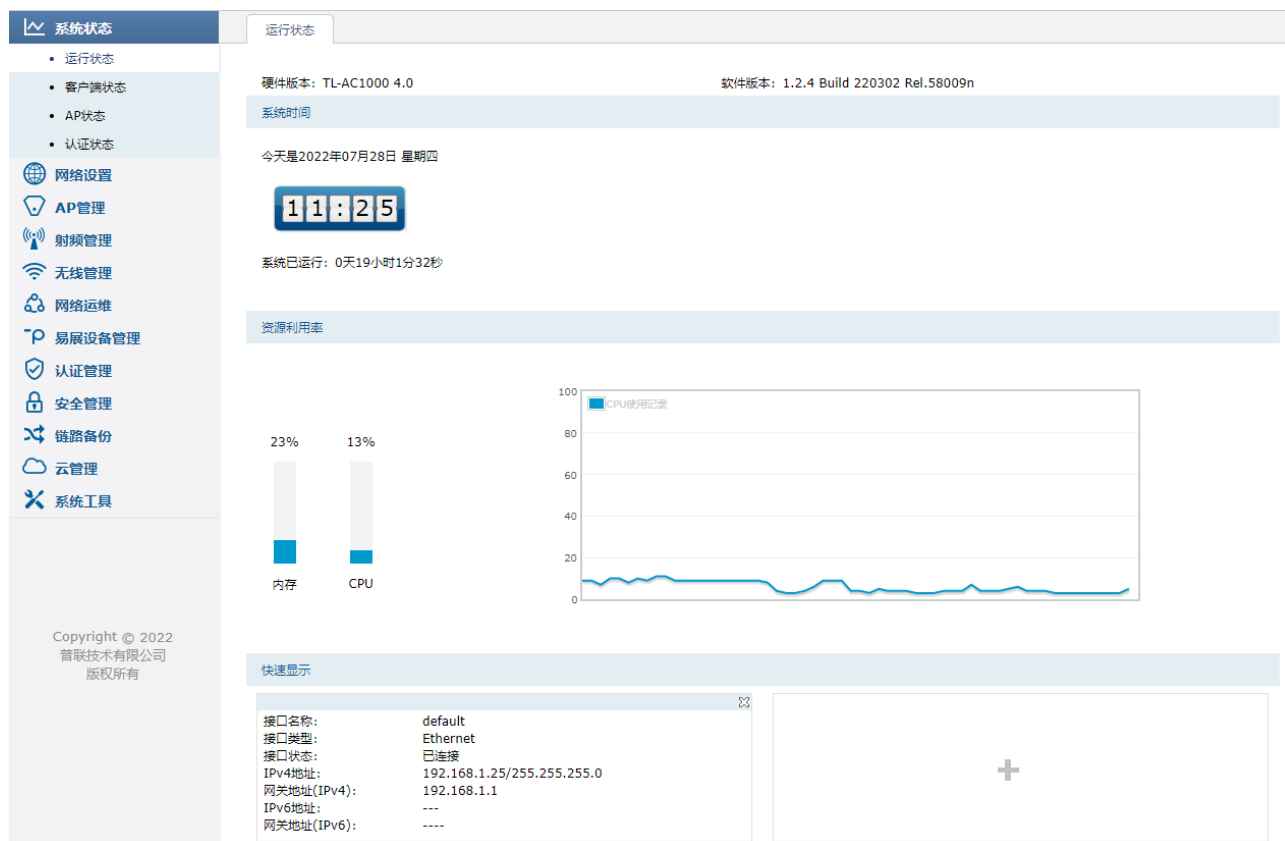 系统状态
运行状态
客户端状态
AP状态
认证状态
网络设置
AP管理
射频管理
无线管理
网络运维
易展设备管理
认证管理
安全管理
链路备份
云管理
系统工具
Copyright © 2022
普联技术有限公司
版权所有
运行状态
硬件版本: TL-AC1000 4.0 软件版本: 1.2.4 Build 220302 Rel.58009n
系统时间
今天是2022年07月28日 星期四
11:25
系统已运行: 0天19小时1分32秒
资源利用率
23% 13%
内存 CPU
100
80
60
40
20
0
CPU使用记录
快速显示
接口名称: default
接口类型: Ethernet
接口状态: 已连接
IPv4地址: 192.168.1.25/255.255.255.0
网关地址(IPv4): 192.168.1.1
IPv6地址: ---
网关地址(IPv6): ----